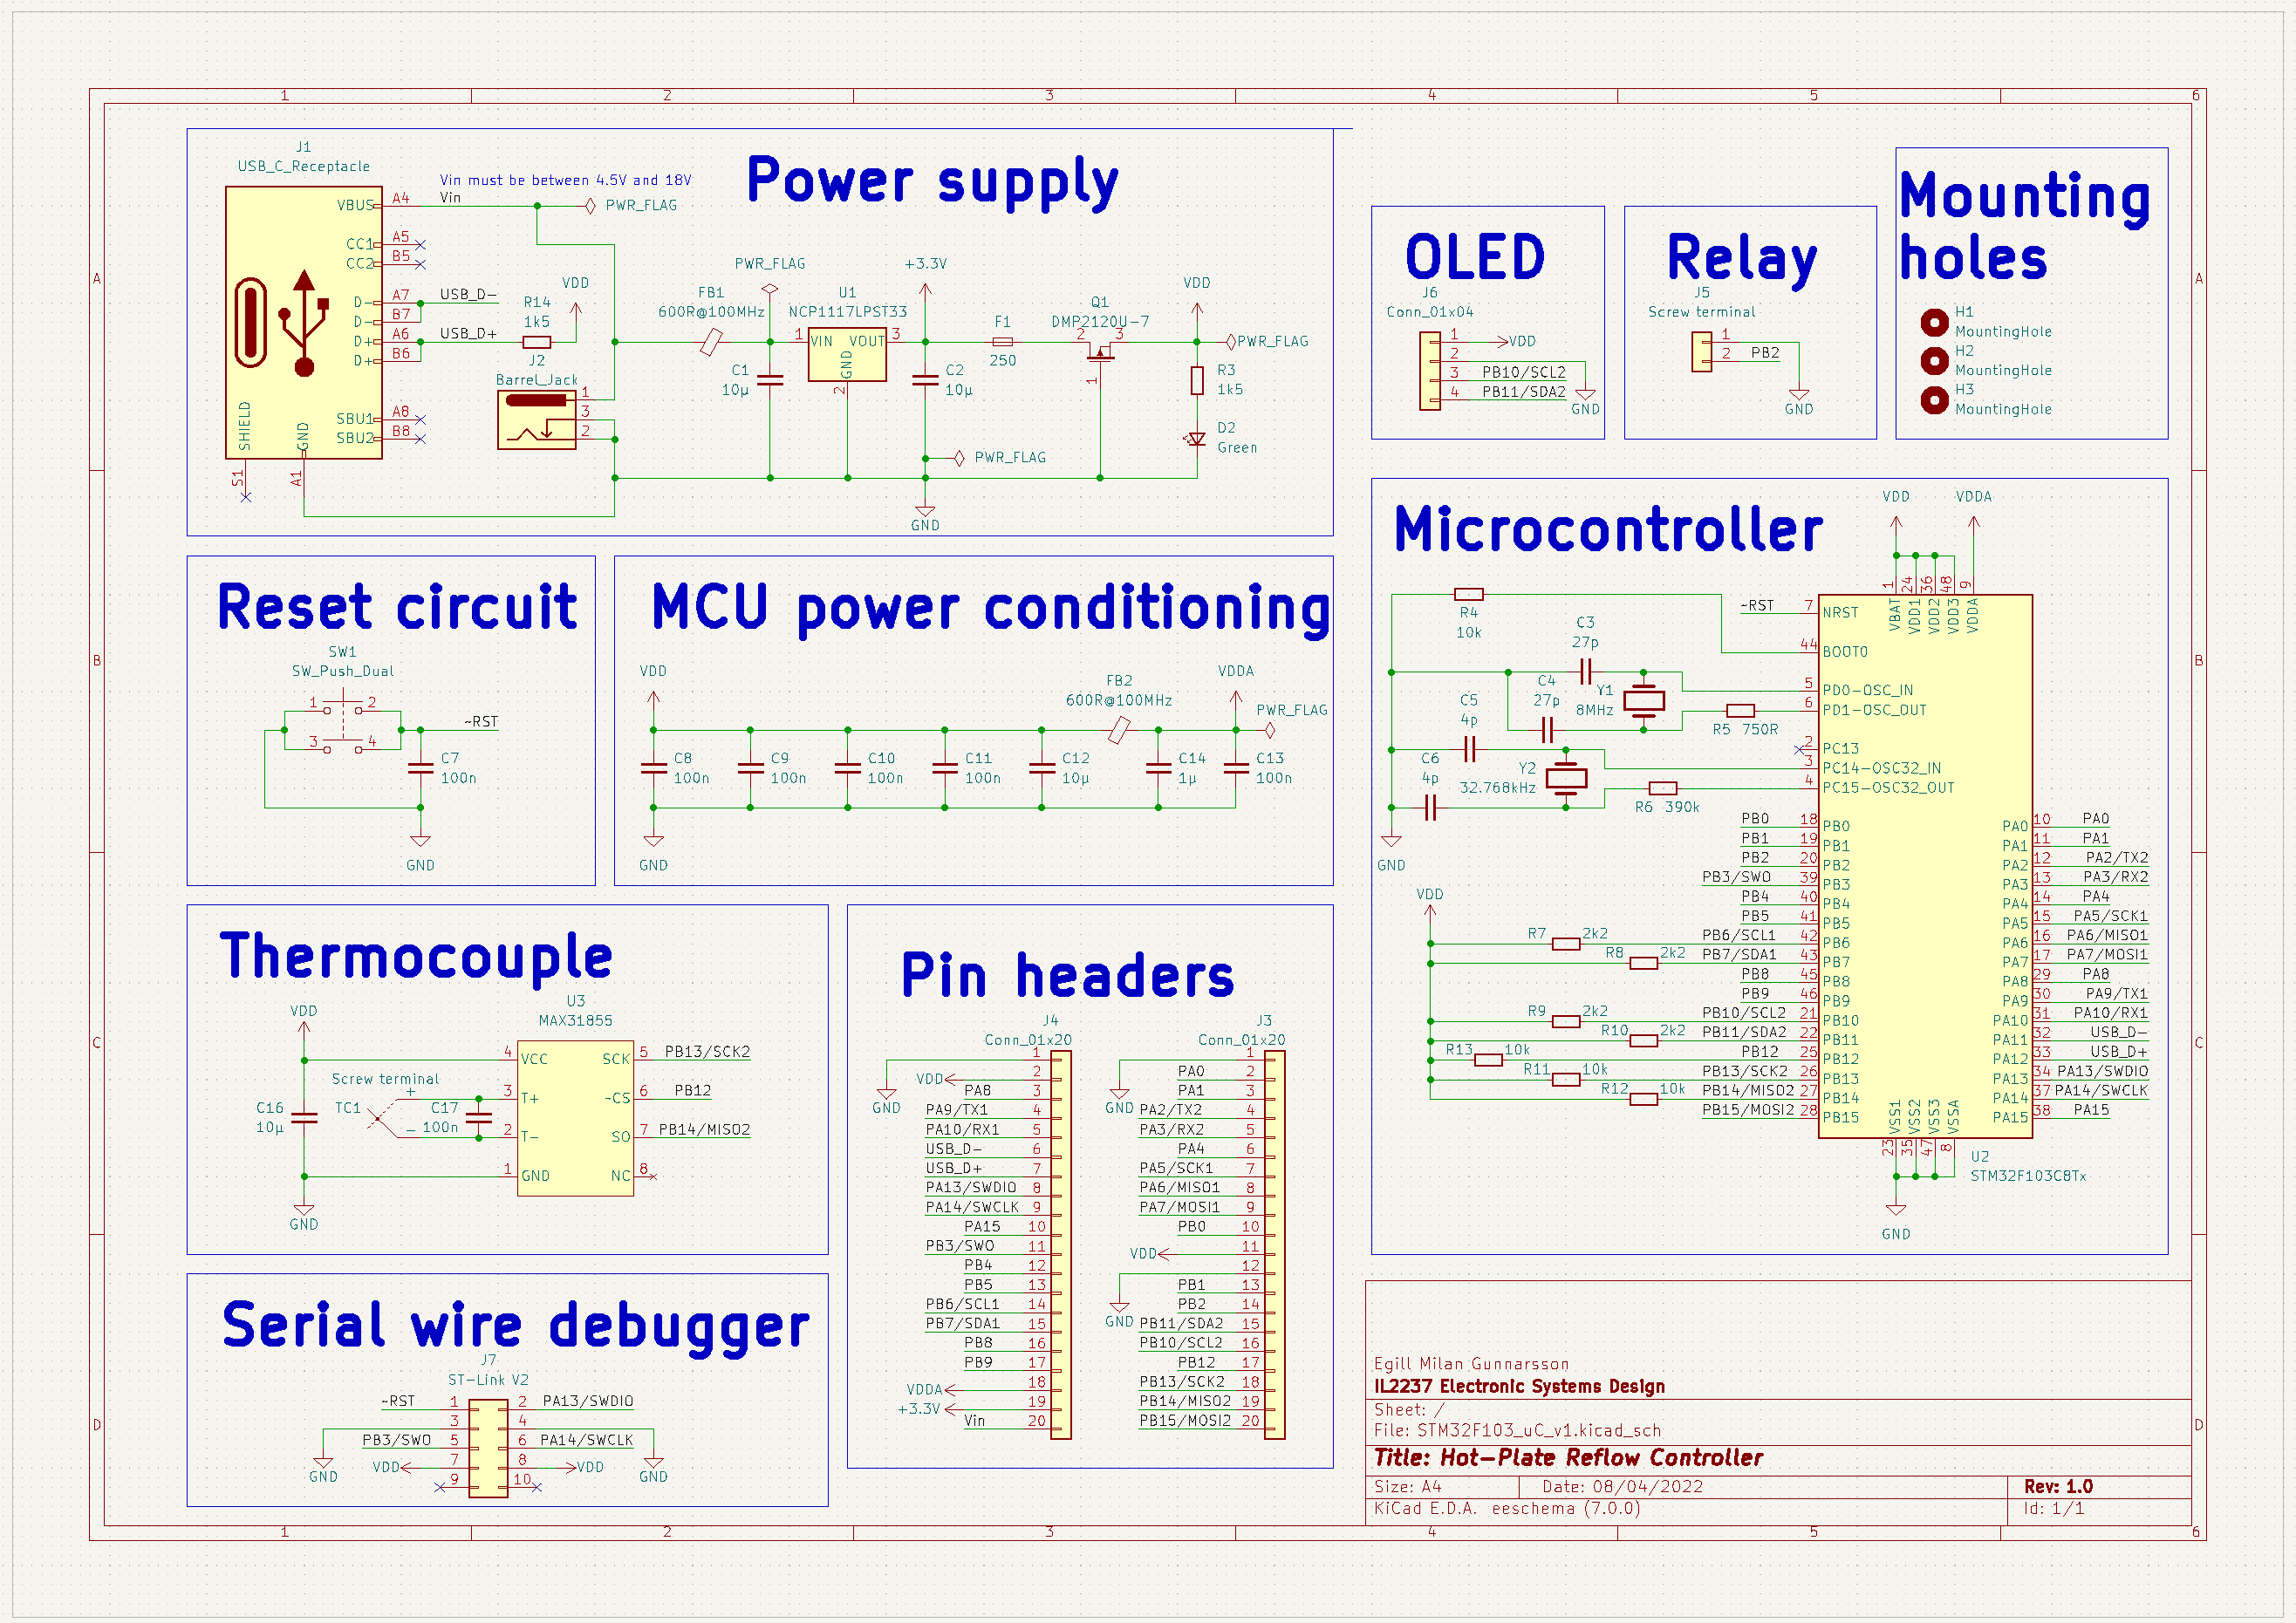 1 2 3 4 5 6
A
B
C
D
Power supply
J1
USB_C_Receptacle
Vin must be between 4.5V and 18V
VBUS A4 Vin PWR_FLAG
CC1 A5
CC2 B5
D- A7 USB_D-
D- B7
D+ A6 USB_D+
D+ B6
SBU1 A8
SBU2 B8
SHIELD S1
GND A1
R14
1k5
VDD
J2
Barrel_Jack
1
3
2
FB1
600R@100MHz
PWR_FLAG
C1
10µ
U1
NCP1117LPST33
1 VIN VOUT 3
GND
2
+3.3V
C2
10µ
PWR_FLAG
GND
F1
250
Q1
DMP2120U-7
2 3
1
VDD
PWR_FLAG
R3
1k5
D2
Green
OLED
J6
Conn_01x04
1 VDD
2
3 PB10/SCL2
4 PB11/SDA2
GND
Relay
J5
Screw terminal
1
2 PB2
GND
Mounting
holes
H1
MountingHole
H2
MountingHole
H3
MountingHole
Reset circuit
SW1
SW_Push_Dual
1 2
3 4
~RST
C7
100n
GND
MCU power conditioning
VDD
C8
100n
C9
100n
C10
100n
C11
100n
C12
10µ
FB2
600R@100MHz
C14
1µ
VDDA
PWR_FLAG
C13
100n
GND
Microcontroller
VDD VDDA
1 24 36 48 9
VBAT VDD1 VDD2 VDD3 VDDA
R4
10k
C3
27p
C4
27p
Y1
8MHz
C5
4p
C6
4p
Y2
32.768kHz
R5 750R
R6 390k
GND
~RST 7 NRST
44 BOOT0
5 PD0-OSC_IN
6 PD1-OSC_OUT
2 PC13
3 PC14-OSC32_IN
4 PC15-OSC32_OUT
PB0 18 PB0
PB1 19 PB1
PB2 20 PB2
PB3/SWO 39 PB3
PB4 40 PB4
PB5 41 PB5
PB6/SCL1 42 PB6
PB7/SDA1 43 PB7
PB8 45 PB8
PB9 46 PB9
PB10/SCL2 21 PB10
PB11/SDA2 22 PB11
PB12 25 PB12
PB13/SCK2 26 PB13
PB14/MISO2 27 PB14
PB15/MOSI2 28 PB15
VDD
R7 2k2
R8 2k2
R9 2k2
R10 2k2
R13 10k
R11 10k
R12 10k
PA0 10 PA0
PA1 11 PA1
PA2 12 PA2/TX2
PA3 13 PA3/RX2
PA4 14 PA4
PA5 15 PA5/SCK1
PA6 16 PA6/MISO1
PA7 17 PA7/MOSI1
PA8 29 PA8
PA9 30 PA9/TX1
PA10 31 PA10/RX1
PA11 32 USB_D-
PA12 33 USB_D+
PA13 34 PA13/SWDIO
PA14 37 PA14/SWCLK
PA15 38 PA15
VSS1 VSS2 VSS3 VSSA
23 35 47 8
U2
STM32F103C8Tx
GND
Thermocouple
VDD
U3
MAX31855
4 VCC SCK 5 PB13/SCK2
3 T+ ~CS 6 PB12
2 T- SO 7 PB14/MISO2
1 GND NC 8
Screw terminal
+
TC1
−
C17
100n
C16
10µ
GND
Pin headers
J4
Conn_01x20
1
GND
VDD 2
PA8 3
PA9/TX1 4
PA10/RX1 5
USB_D- 6
USB_D+ 7
PA13/SWDIO 8
PA14/SWCLK 9
PA15 10
PB3/SWO 11
PB4 12
PB5 13
PB6/SCL1 14
PB7/SDA1 15
PB8 16
PB9 17
VDDA 18
+3.3V 19
Vin 20
J3
Conn_01x20
1
GND
PA0 2
PA1 3
PA2/TX2 4
PA3/RX2 5
PA4 6
PA5/SCK1 7
PA6/MISO1 8
PA7/MOSI1 9
PB0 10
VDD 11
12
GND
PB1 13
PB2 14
PB11/SDA2 15
PB10/SCL2 16
PB12 17
PB13/SCK2 18
PB14/MISO2 19
PB15/MOSI2 20
Serial wire debugger
J7
ST-Link V2
~RST 1 2 PA13/SWDIO
3 4
PB3/SWO 5 6 PA14/SWCLK
VDD 7 8 VDD
9 10
GND GND
Egill Milan Gunnarsson
IL2237 Electronic Systems Design
Sheet: /
File: STM32F103_uC_v1.kicad_sch
Title: Hot-Plate Reflow Controller
Size: A4 Date: 08/04/2022 Rev: 1.0
KiCad E.D.A. eeschema (7.0.0) Id: 1/1
A
B
C
D
1 2 3 4 5 6